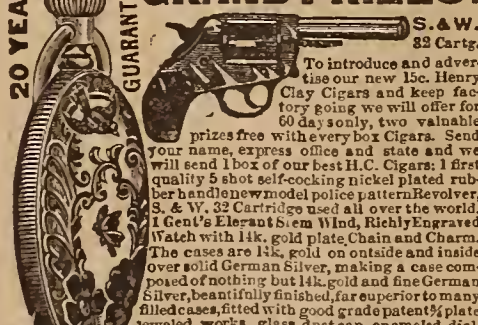 20 YEA
GUARANT
S. & W.
32 Cartg.
To introduce and adver-
tise our new 15c. Henry
Clay Cigars and keep fac-
tory going we will offer for
60 days only, two valnable
prizes free with every box Cigars. Send
your name, express office and state and we
will send 1 box of our best H.C. Cigars; 1 first
quality 5 shot self-cocking nickel plated rub-
ber handle new model police pattern Revolver,
S. & W. 32 Cartridge used all over the world,
1 Gent's Elegant Stem Wind, Richly Engraved
Watch with 14k. gold plate, Chain and Charm.
The cases are 14k. gold on ontside and inside
over solid German Silver, making a case com-
posed of nothing but 14k. gold and fine German
Silver, beautifully finished, far superior to many
filled cases, fitted with good grade patent ¾ plate